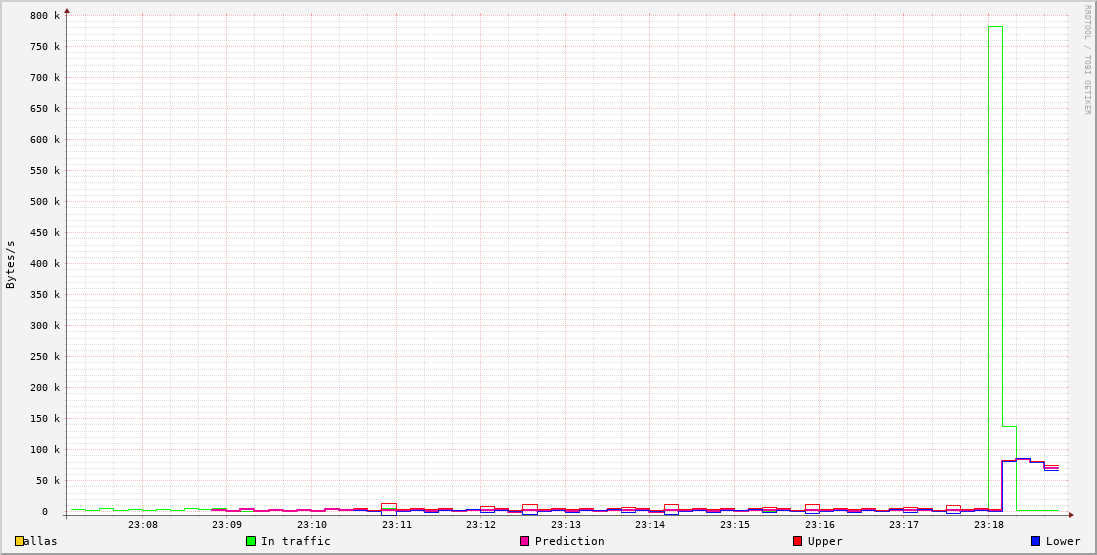 800 k
750 k
700 k
650 k
600 k
550 k
500 k
450 k
400 k
350 k
300 k
250 k
200 k
150 k
100 k
50 k
0
Bytes/s
RRDTOOL / TOBI OETIKER
23:08 23:09 23:10 23:11 23:12 23:13 23:14 23:15 23:16 23:17 23:18
allas In traffic Prediction Upper Lower